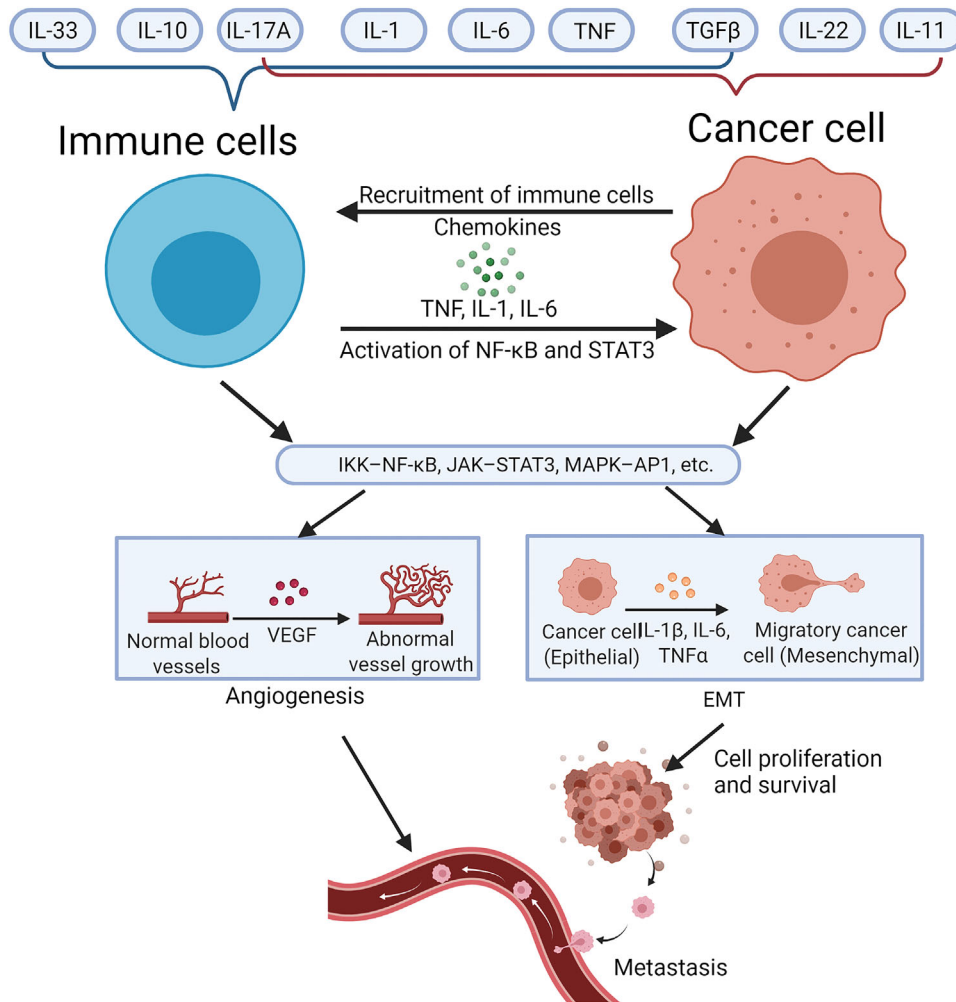 IL-33 IL-10 IL-17A IL-1 IL-6 TNF TGFβ IL-22 IL-11
Immune cells
Cancer cell
Recruitment of immune cells
Chemokines
TNF, IL-1, IL-6
Activation of NF-κB and STAT3
IKK–NF-κB, JAK–STAT3, MAPK–AP1, etc.
Normal blood
vessels
VEGF
Abnormal
vessel growth
Angiogenesis
Cancer cell
(Epithelial)
IL-1β, IL-6,
TNFα
Migratory cancer
cell (Mesenchymal)
EMT
Cell proliferation
and survival
Metastasis